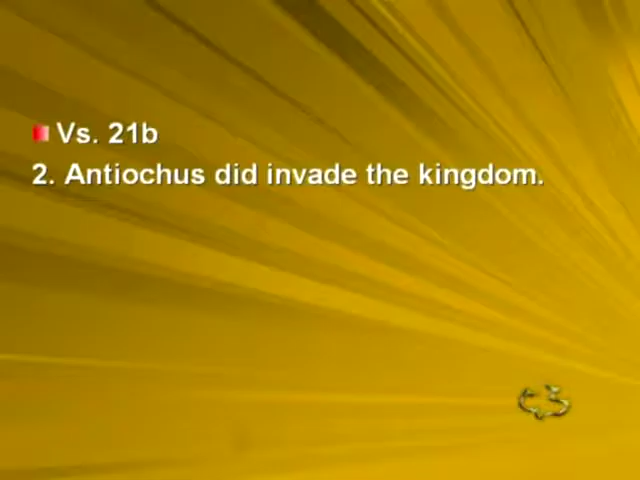 Vs. 21b
2. Antiochus did invade the kingdom.